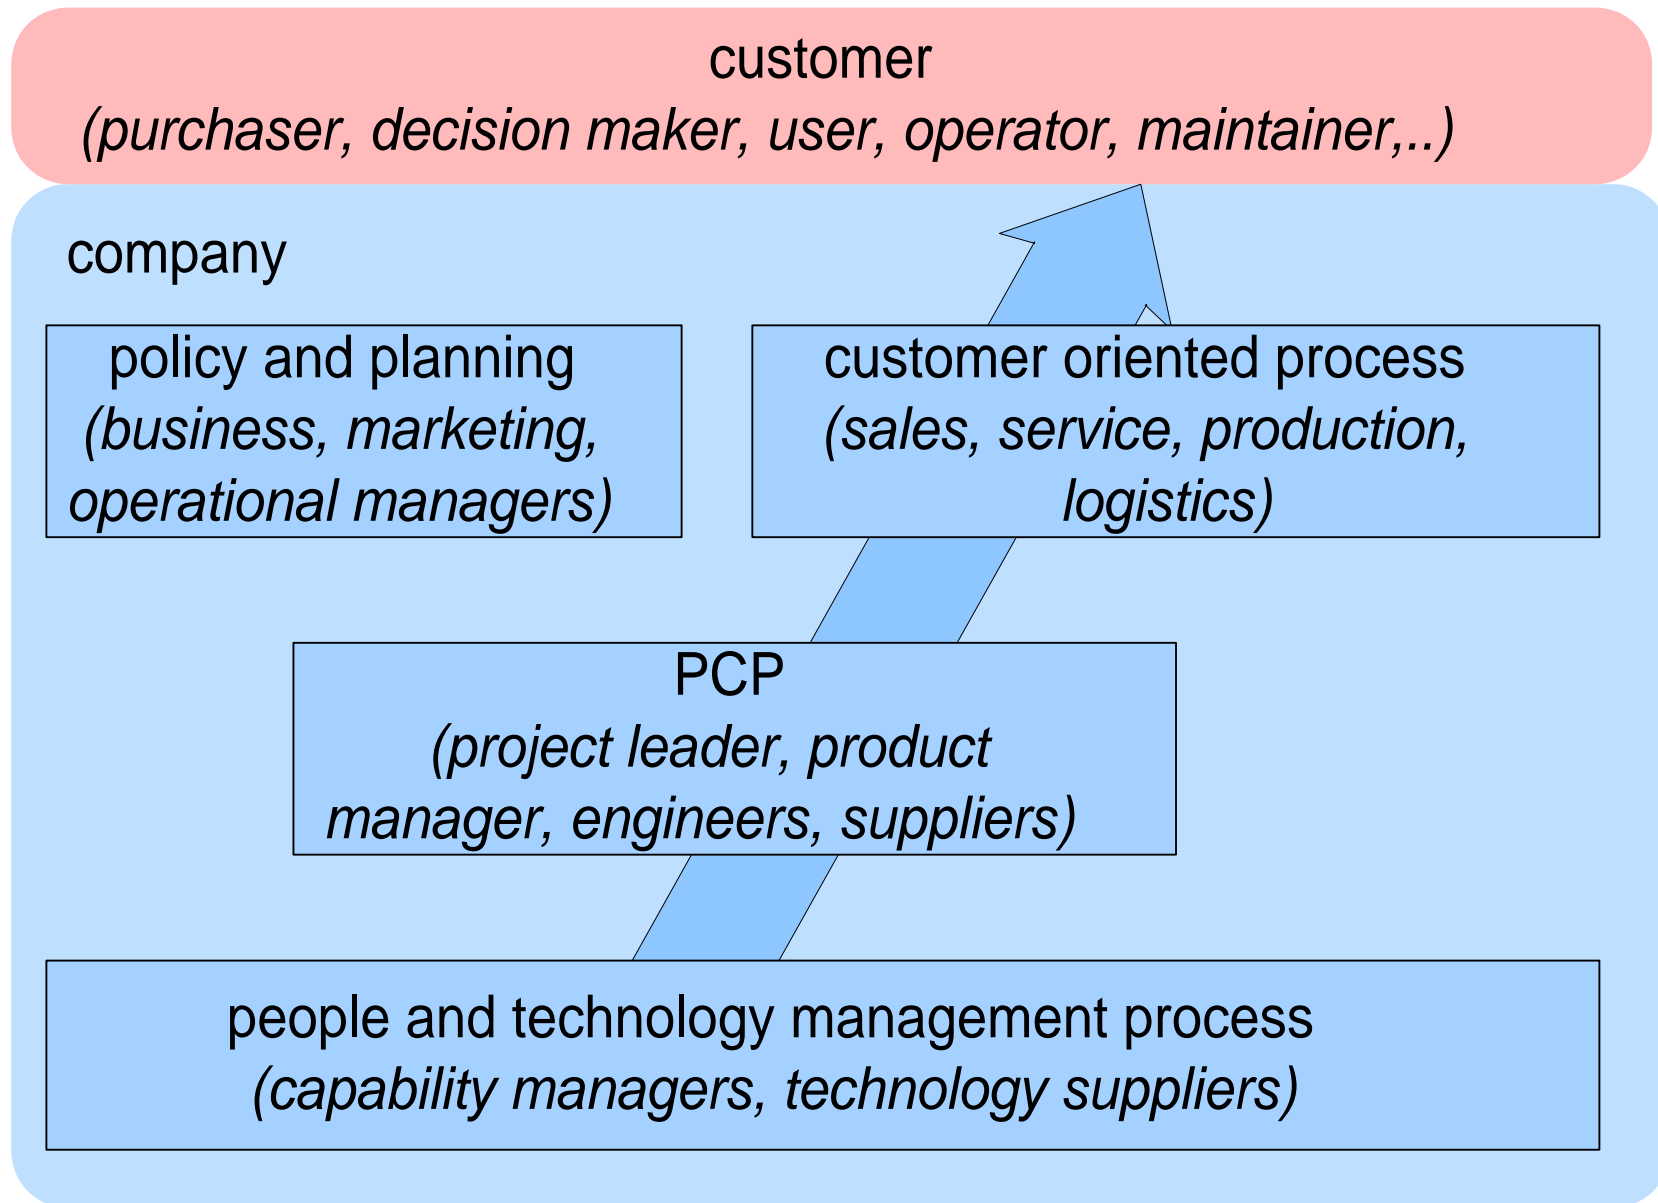 customer
(purchaser, decision maker, user, operator, maintainer,..)
company
policy and planning
(business, marketing,
operational managers)
customer oriented process
(sales, service, production,
logistics)
PCP
(project leader, product
manager, engineers, suppliers)
people and technology management process
(capability managers, technology suppliers)